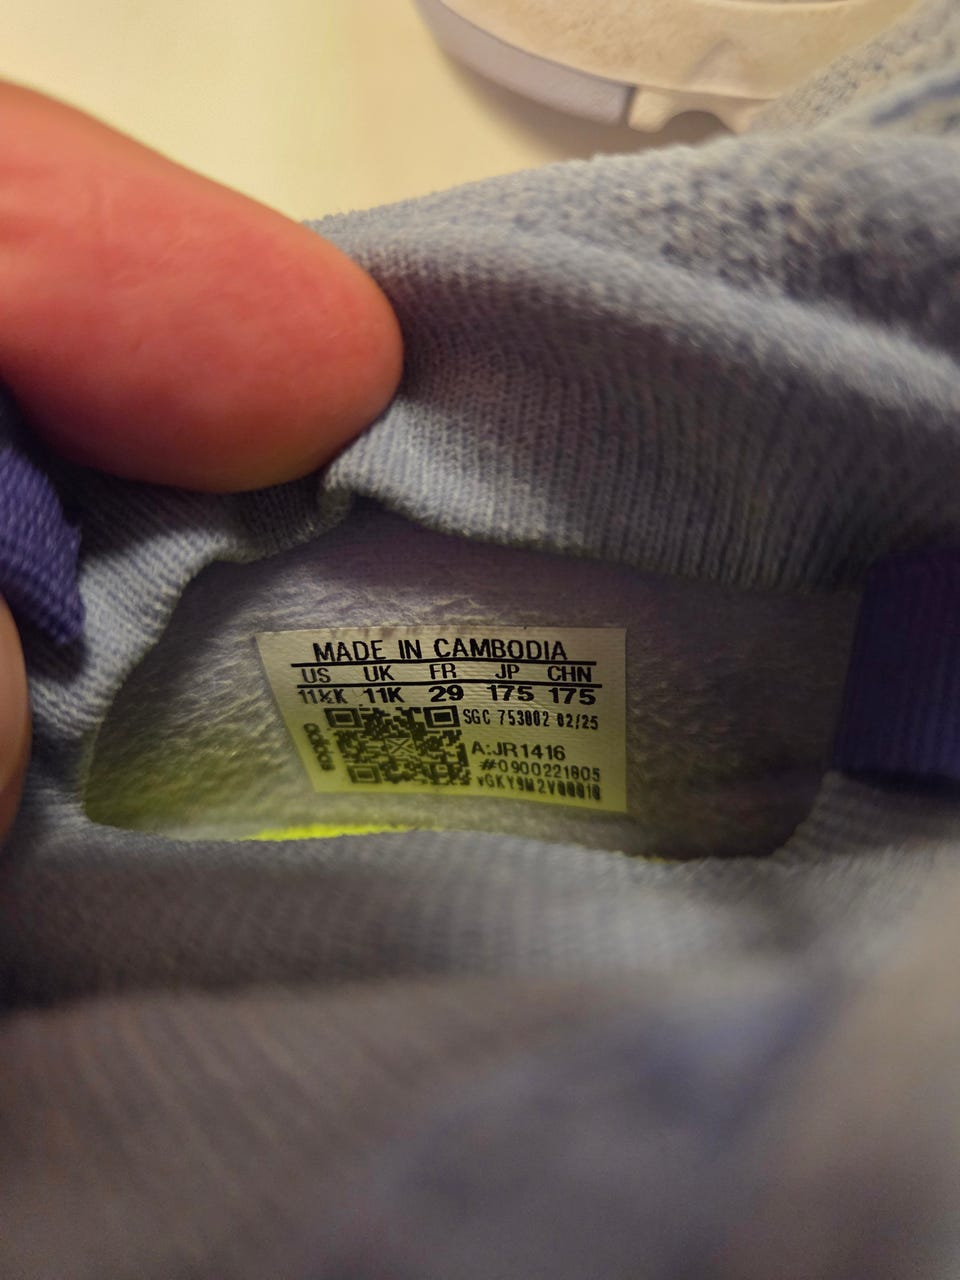 MADE IN CAMBODIA
US UK FR JP CHN
11½K 11K 29 175 175
SGC 753002 02/25
adidas
A:JR1416
#0900221805